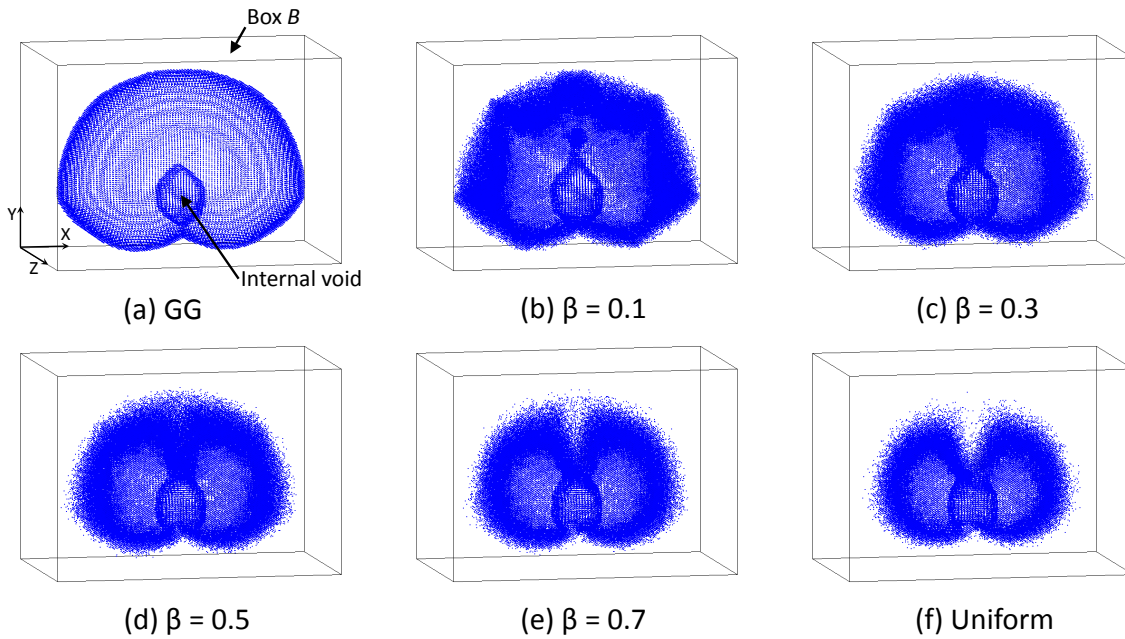 Box B
Y
X
Z
Internal void
(a) GG
(b) β = 0.1
(c) β = 0.3
(d) β = 0.5
(e) β = 0.7
(f) Uniform